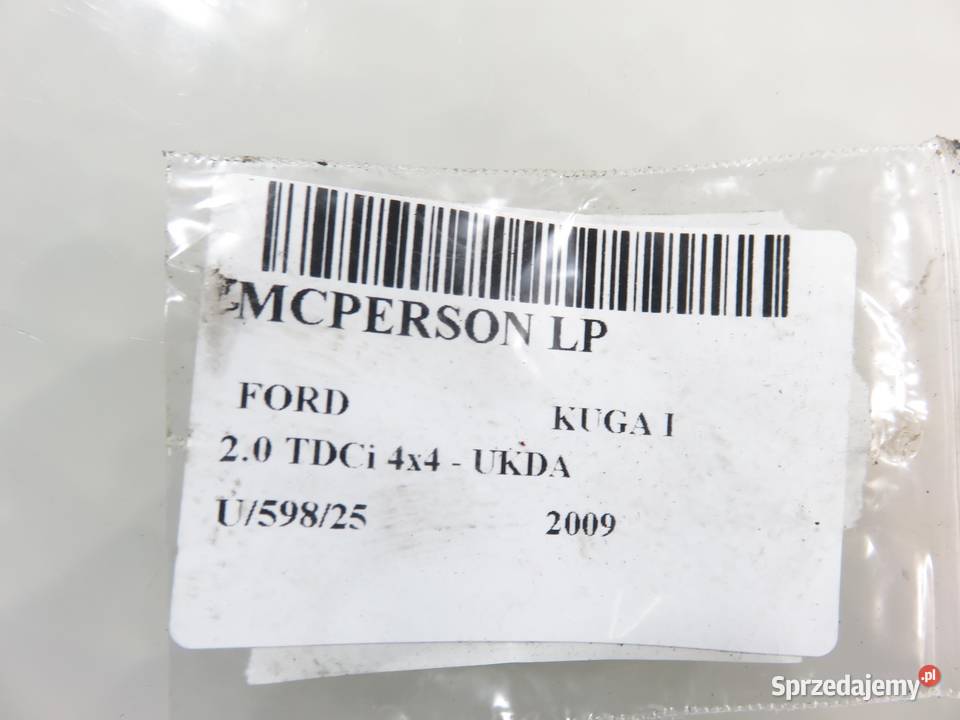 MCPERSON LP
FORD KUGA I
2.0 TDCi 4x4 - UKDA
U/598/25 2009
Sprzedajemy.pl